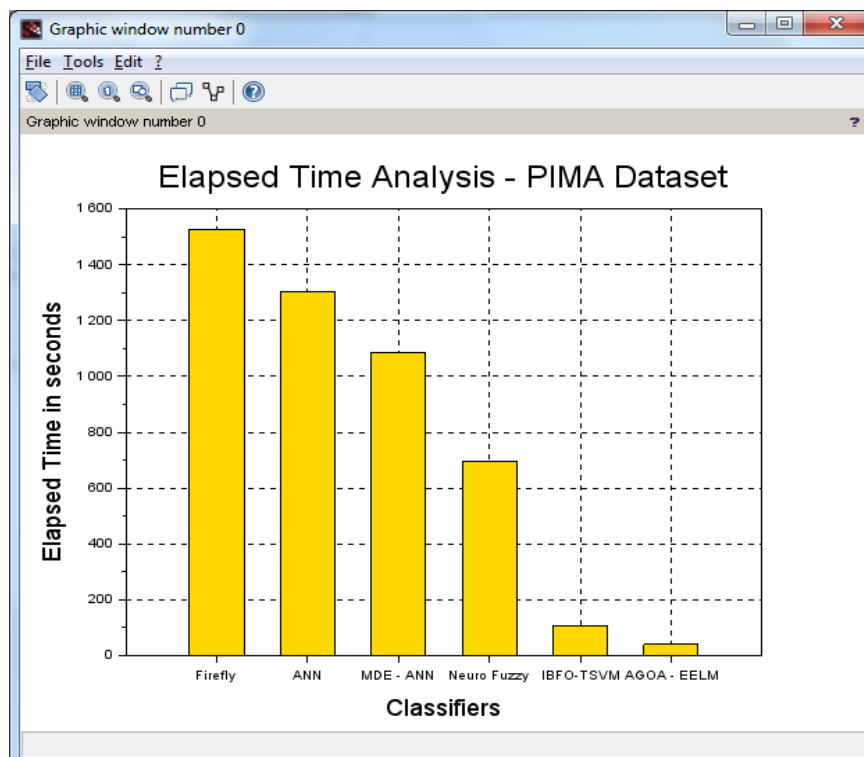 Graphic window number 0
File Tools Edit ?
Graphic window number 0 ?
Elapsed Time Analysis - PIMA Dataset
1 600
1 400
1 200
1 000
800
600
400
200
0
Elapsed Time in seconds
Firefly ANN MDE - ANN Neuro Fuzzy IBFO-TSVM AGOA - EELM
Classifiers